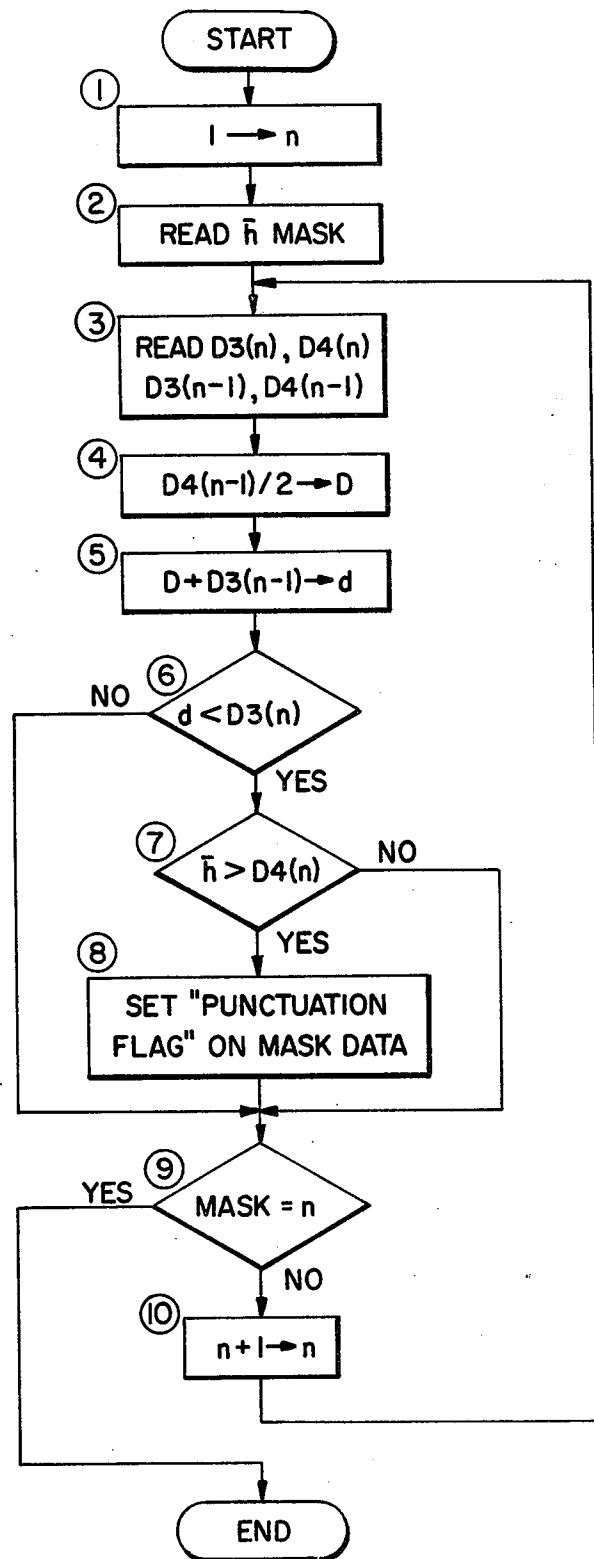 START
①
1 → n
②
READ h̄ MASK
③
READ D3(n), D4(n)
D3(n-1), D4(n-1)
④
D4(n-1)/2 → D
⑤
D+D3(n-1) → d
⑥
NO
d < D3(n)
YES
⑦
h̄ > D4(n)
NO
YES
⑧
SET "PUNCTUATION
FLAG" ON MASK DATA
⑨
YES
MASK = n
NO
⑩
n+1 → n
END